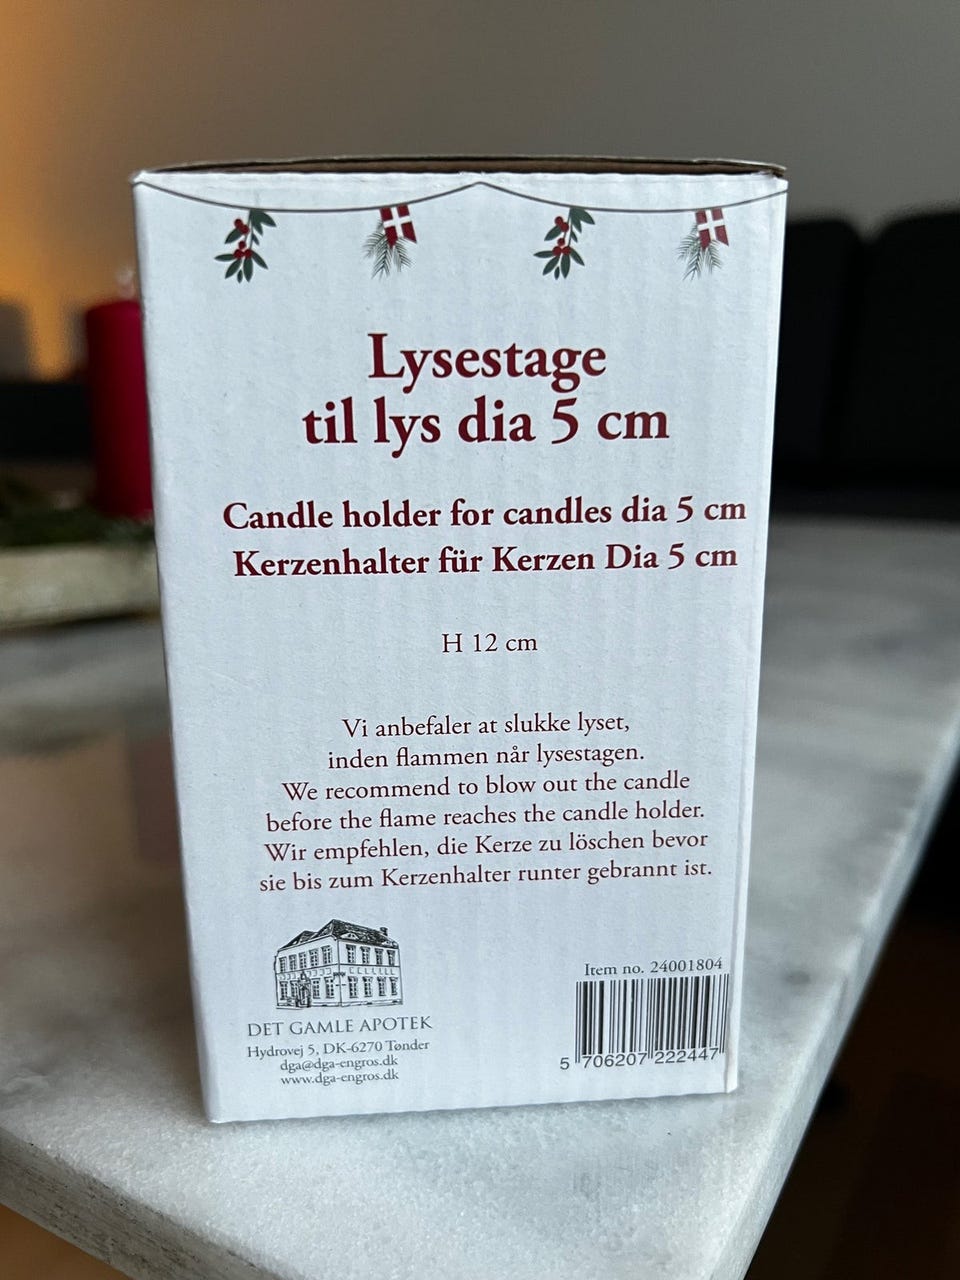 Lysestage
til lys dia 5 cm
Candle holder for candles dia 5 cm
Kerzenhalter für Kerzen Dia 5 cm
H 12 cm
Vi anbefaler at slukke lyset,
inden flammen når lysestagen.
We recommend to blow out the candle
before the flame reaches the candle holder.
Wir empfehlen, die Kerze zu löschen bevor
sie bis zum Kerzenhalter runter gebrannt ist.
DET GAMLE APOTEK
Hydrovej 5, DK-6270 Tønder
dga@dga-engros.dk
www.dga-engros.dk
Item no. 24001804
5 706207 222447